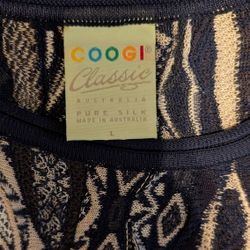 COOGI®
Classic
AUSTRALIA
PURE SILK
MADE IN AUSTRALIA
L